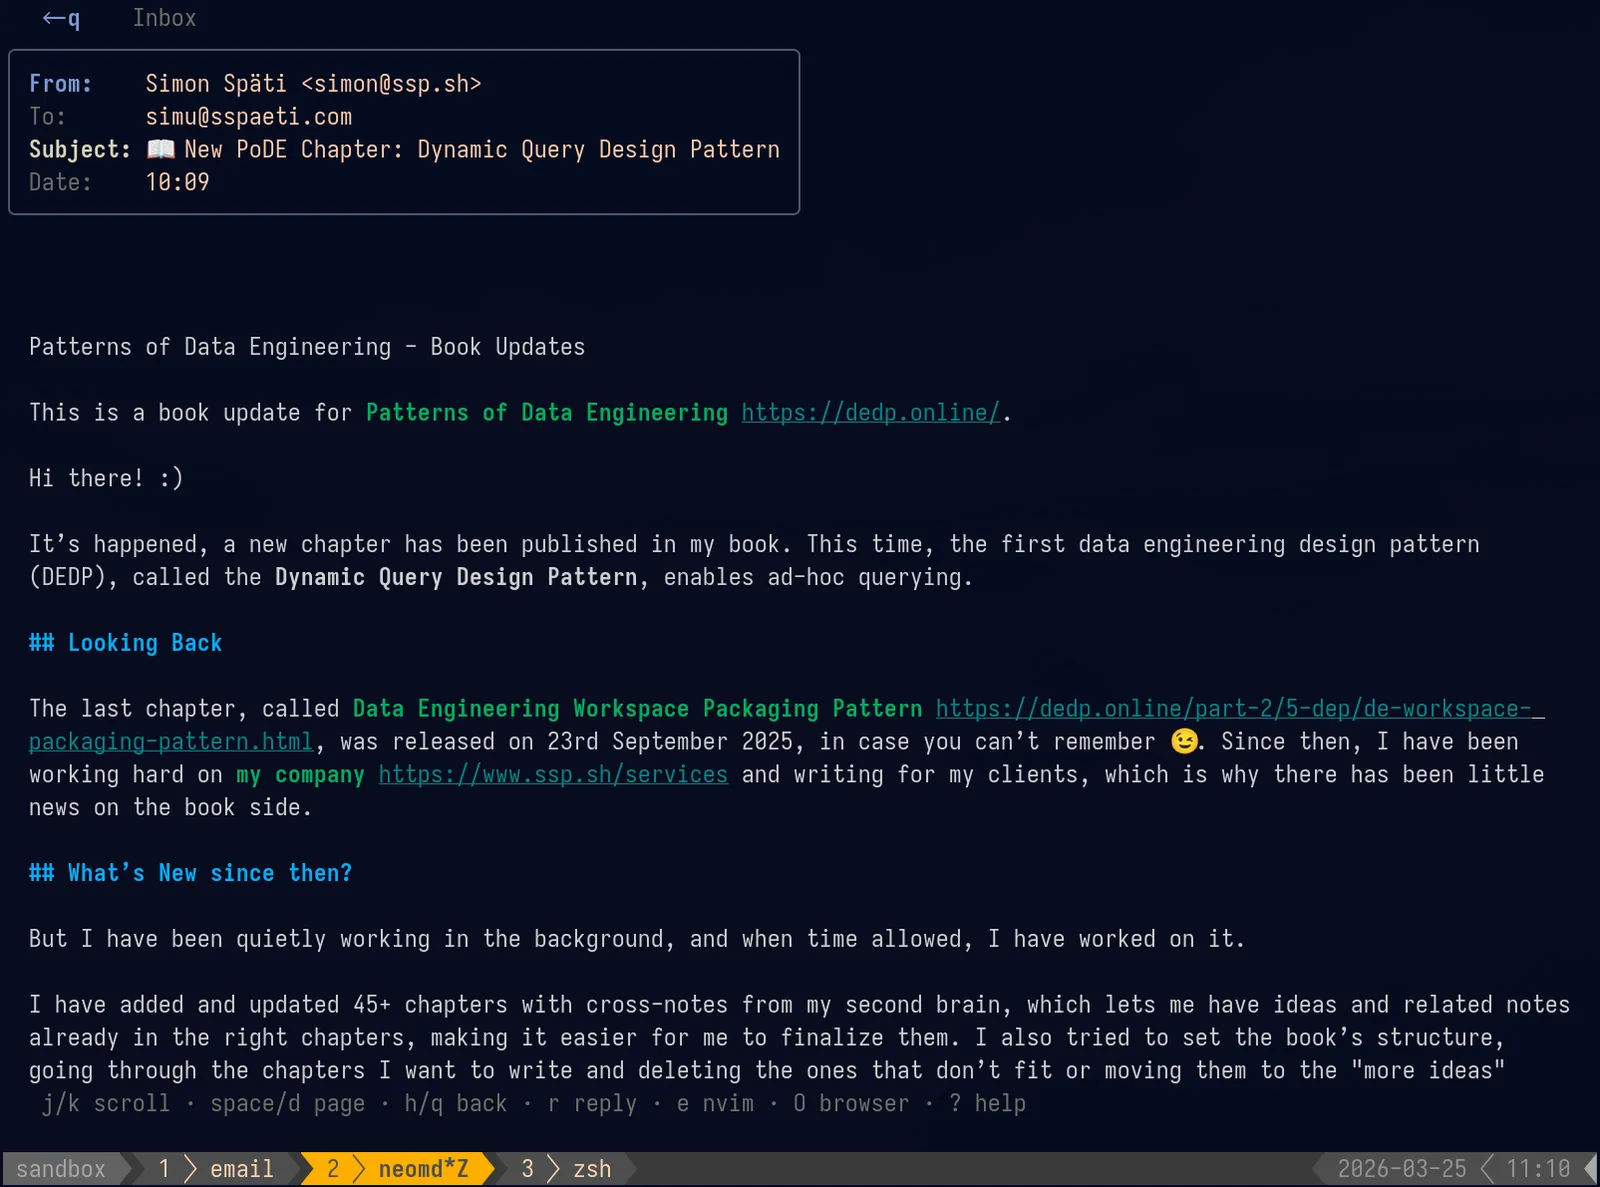 ←q Inbox
From: Simon Späti <simon@ssp.sh>
To: simu@sspaeti.com
Subject: 📖 New PoDE Chapter: Dynamic Query Design Pattern
Date: 10:09
Patterns of Data Engineering - Book Updates
This is a book update for Patterns of Data Engineering https://dedp.online/.
Hi there! :)
It’s happened, a new chapter has been published in my book. This time, the first data engineering design pattern
(DEDP), called the Dynamic Query Design Pattern, enables ad-hoc querying.
## Looking Back
The last chapter, called Data Engineering Workspace Packaging Pattern https://dedp.online/part-2/5-dep/de-workspace-
packaging-pattern.html, was released on 23rd September 2025, in case you can’t remember 😉. Since then, I have been
working hard on my company https://www.ssp.sh/services and writing for my clients, which is why there has been little
news on the book side.
## What’s New since then?
But I have been quietly working in the background, and when time allowed, I have worked on it.
I have added and updated 45+ chapters with cross-notes from my second brain, which lets me have ideas and related notes
already in the right chapters, making it easier for me to finalize them. I also tried to set the book’s structure,
going through the chapters I want to write and deleting the ones that don’t fit or moving them to the "more ideas"
j/k scroll · space/d page · h/q back · r reply · e nvim · O browser · ? help
sandbox 1 email 2 neomd*Z 3 zsh 2026-03-25 11:10